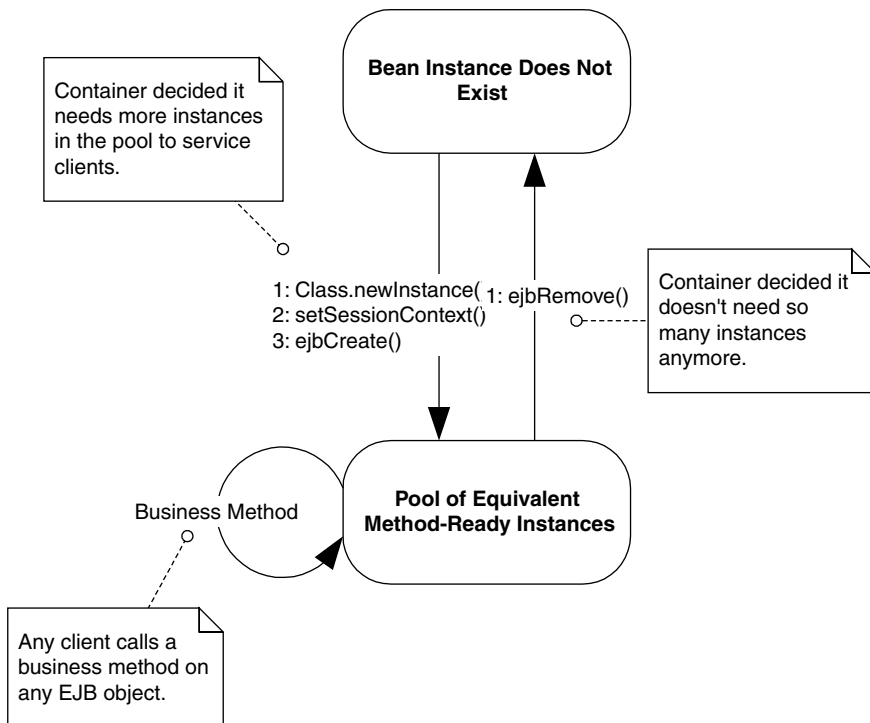 Bean Instance Does Not
Exist
Container decided it
needs more instances
in the pool to service
clients.
1: Class.newInstance(
2: setSessionContext()
3: ejbCreate()
1: ejbRemove()
Container decided it
doesn't need so
many instances
anymore.
Pool of Equivalent
Method-Ready Instances
Business Method
Any client calls a
business method on
any EJB object.